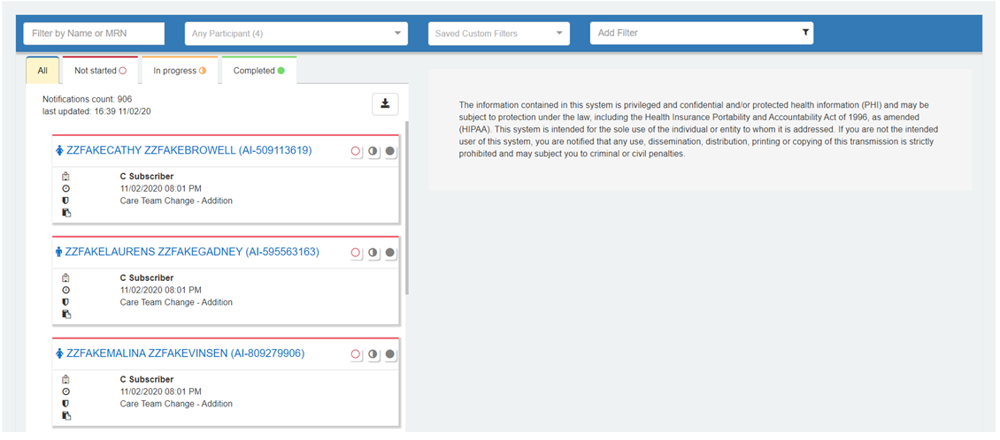 Filter by Name or MRN
Any Participant (4)
Saved Custom Filters
Add Filter
All
Not started
In progress
Completed
Notifications count: 906
last updated: 16:39 11/02/20
ZZFAKECATHY ZZFAKEBROWELL (AI-509113619)
C Subscriber
11/02/2020 08:01 PM
Care Team Change - Addition
ZZFAKELAURENS ZZFAKEGADNEY (AI-595563163)
C Subscriber
11/02/2020 08:01 PM
Care Team Change - Addition
ZZFAKEMALINA ZZFAKEVINSEN (AI-809279906)
C Subscriber
11/02/2020 08:01 PM
Care Team Change - Addition
The information contained in this system is privileged and confidential and/or protected health information (PHI) and may be
subject to protection under the law, including the Health Insurance Portability and Accountability Act of 1996, as amended
(HIPAA). This system is intended for the sole use of the individual or entity to whom it is addressed. If you are not the intended
user of this system, you are notified that any use, dissemination, distribution, printing or copying of this transmission is strictly
prohibited and may subject you to criminal or civil penalties.